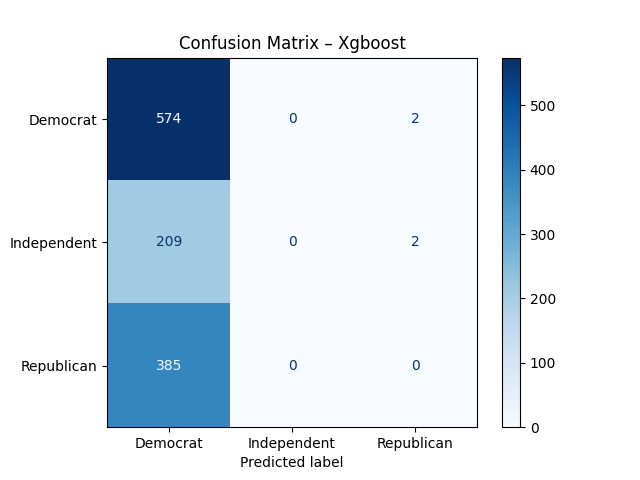 Confusion Matrix – Xgboost
Democrat 574 0 2
Independent 209 0 2
Republican 385 0 0
Democrat Independent Republican
Predicted label
500
400
300
200
100
0